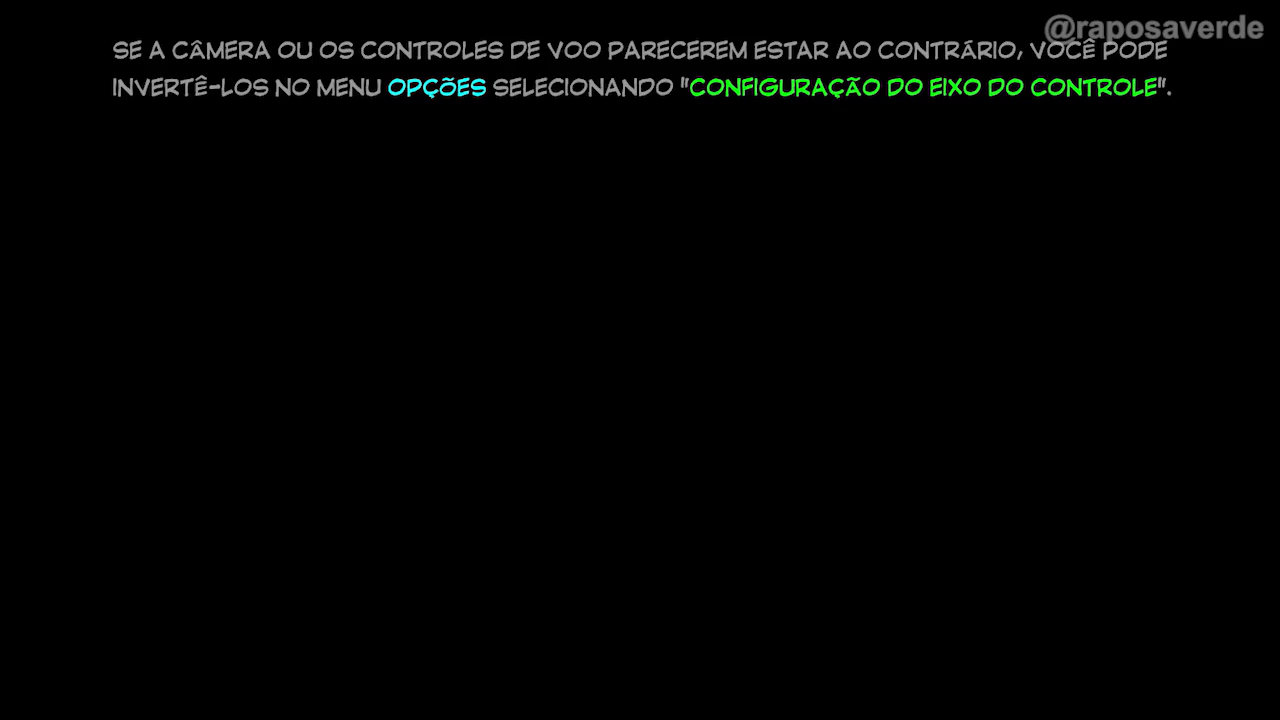 @raposaverde
SE A CÂMERA OU OS CONTROLES DE VOO PARECEREM ESTAR AO CONTRÁRIO, VOCÊ PODE
INVERTÊ-LOS NO MENU OPÇÕES SELECIONANDO "CONFIGURAÇÃO DO EIXO DO CONTROLE".